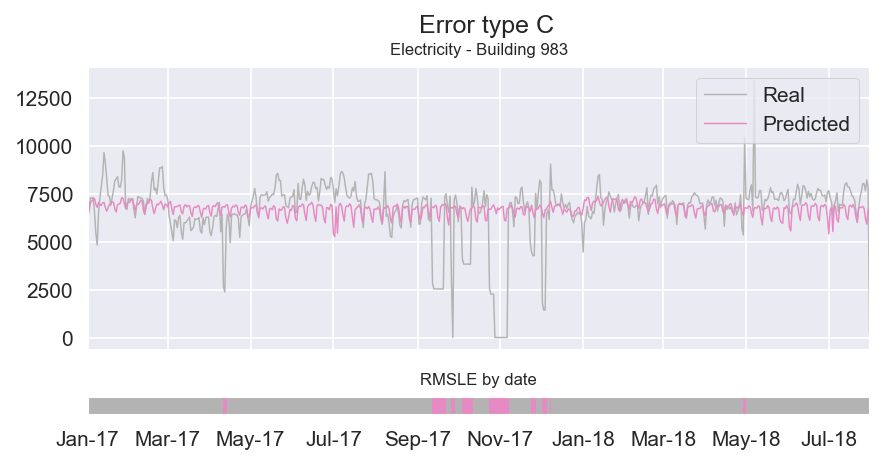 Error type C
Electricity - Building 983
12500
10000
7500
5000
2500
0
Real
Predicted
RMSLE by date
Jan-17 Mar-17 May-17 Jul-17 Sep-17 Nov-17 Jan-18 Mar-18 May-18 Jul-18